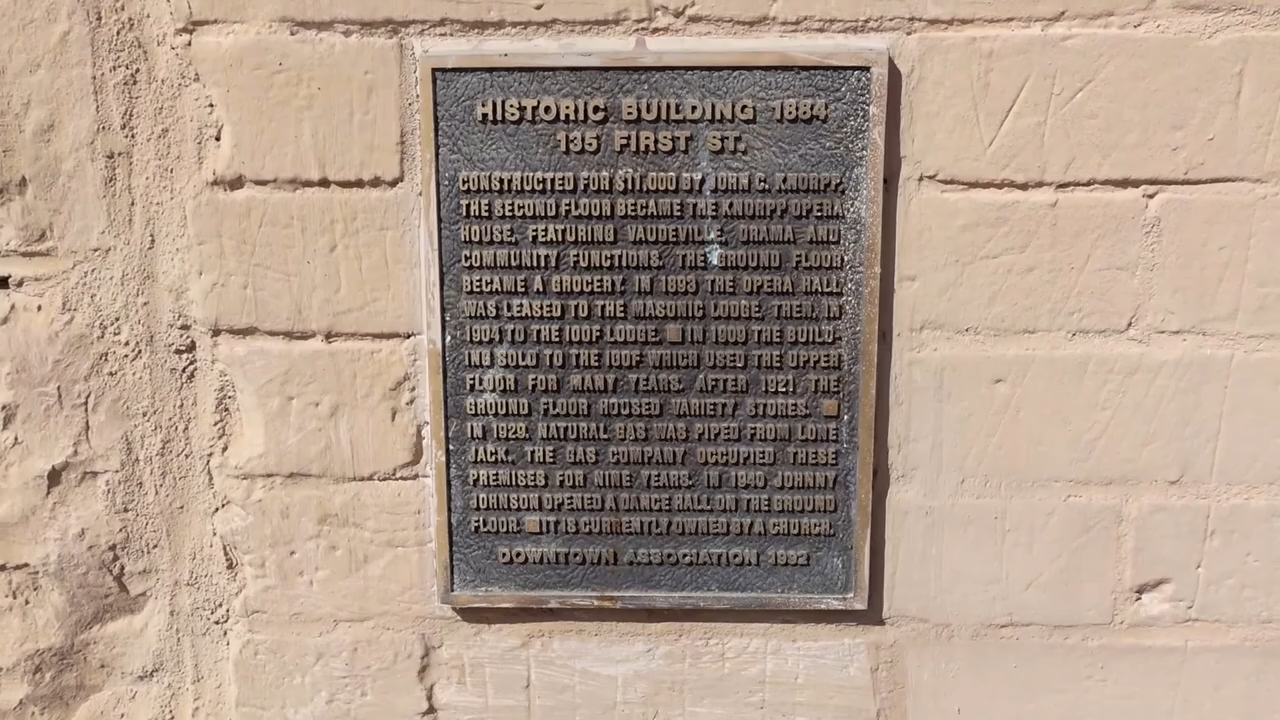 HISTORIC BUILDING 1884
135 FIRST ST.
CONSTRUCTED FOR $11,000 BY JOHN C. KNORPP,
THE SECOND FLOOR BECAME THE KNORPP OPERA
HOUSE, FEATURING VAUDEVILLE, DRAMA AND
COMMUNITY FUNCTIONS. THE GROUND FLOOR
BECAME A GROCERY. IN 1893 THE OPERA HALL
WAS LEASED TO THE MASONIC LODGE, THEN, IN
1904 TO THE IOOF LODGE. ■ IN 1909 THE BUILD-
ING SOLD TO THE IOOF WHICH USED THE UPPER
FLOOR FOR MANY YEARS. AFTER 1921 THE
GROUND FLOOR HOUSED VARIETY STORES. ■
IN 1929, NATURAL GAS WAS PIPED FROM LONE
JACK. THE GAS COMPANY OCCUPIED THESE
PREMISES FOR NINE YEARS. IN 1940 JOHNNY
JOHNSON OPENED A DANCE HALL ON THE GROUND
FLOOR. ■ IT IS CURRENTLY OWNED BY A CHURCH.
DOWNTOWN ASSOCIATION 1992